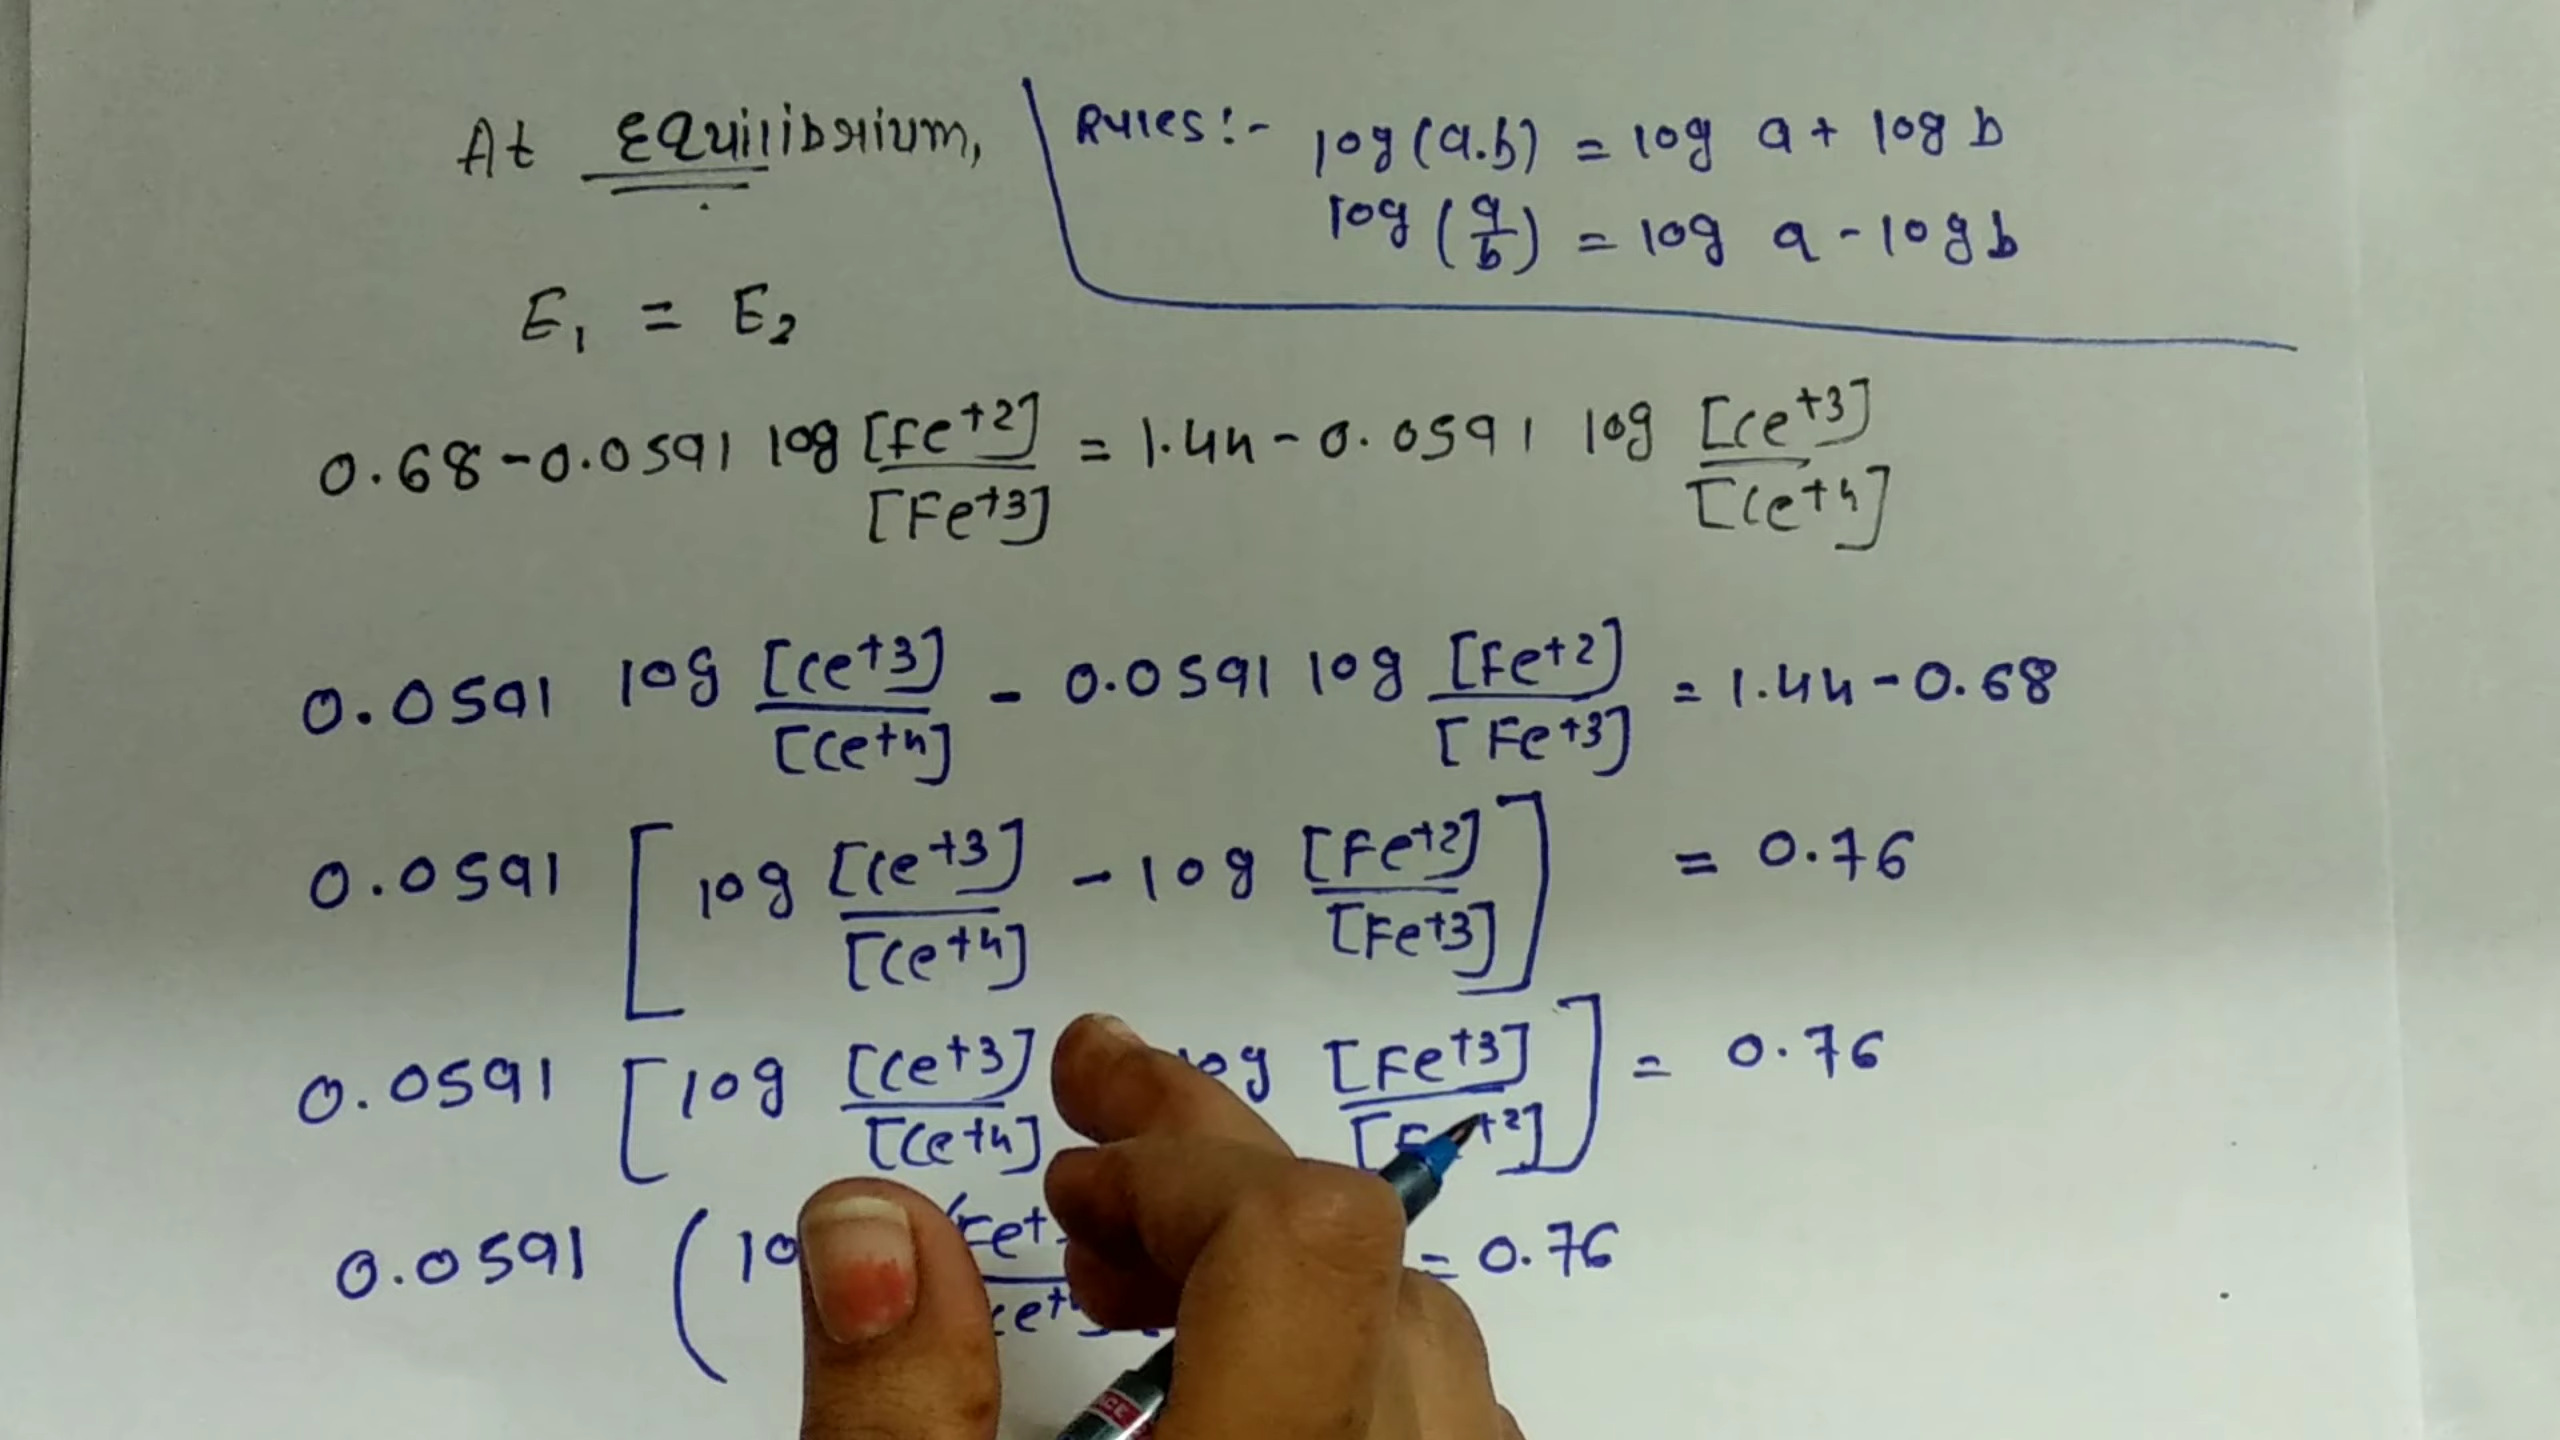 At Equilibrium,
Rules:- log(a.b) = log a + log b
log (a/b) = log a - log b
E₁ = E₂
0.68 - 0.0591 log [Fe+2]/[Fe+3] = 1.44 - 0.0591 log [Ce+3]/[Ce+4]
0.0591 log [Ce+3]/[Ce+4] - 0.0591 log [Fe+2]/[Fe+3] = 1.44 - 0.68
0.0591 [log [Ce+3]/[Ce+4] - log [Fe+2]/[Fe+3]] = 0.76
0.0591 [log [Ce+3]/[Ce+4] log [Fe+3]/[Fe+2]] = 0.76
0.0591 ( = 0.76